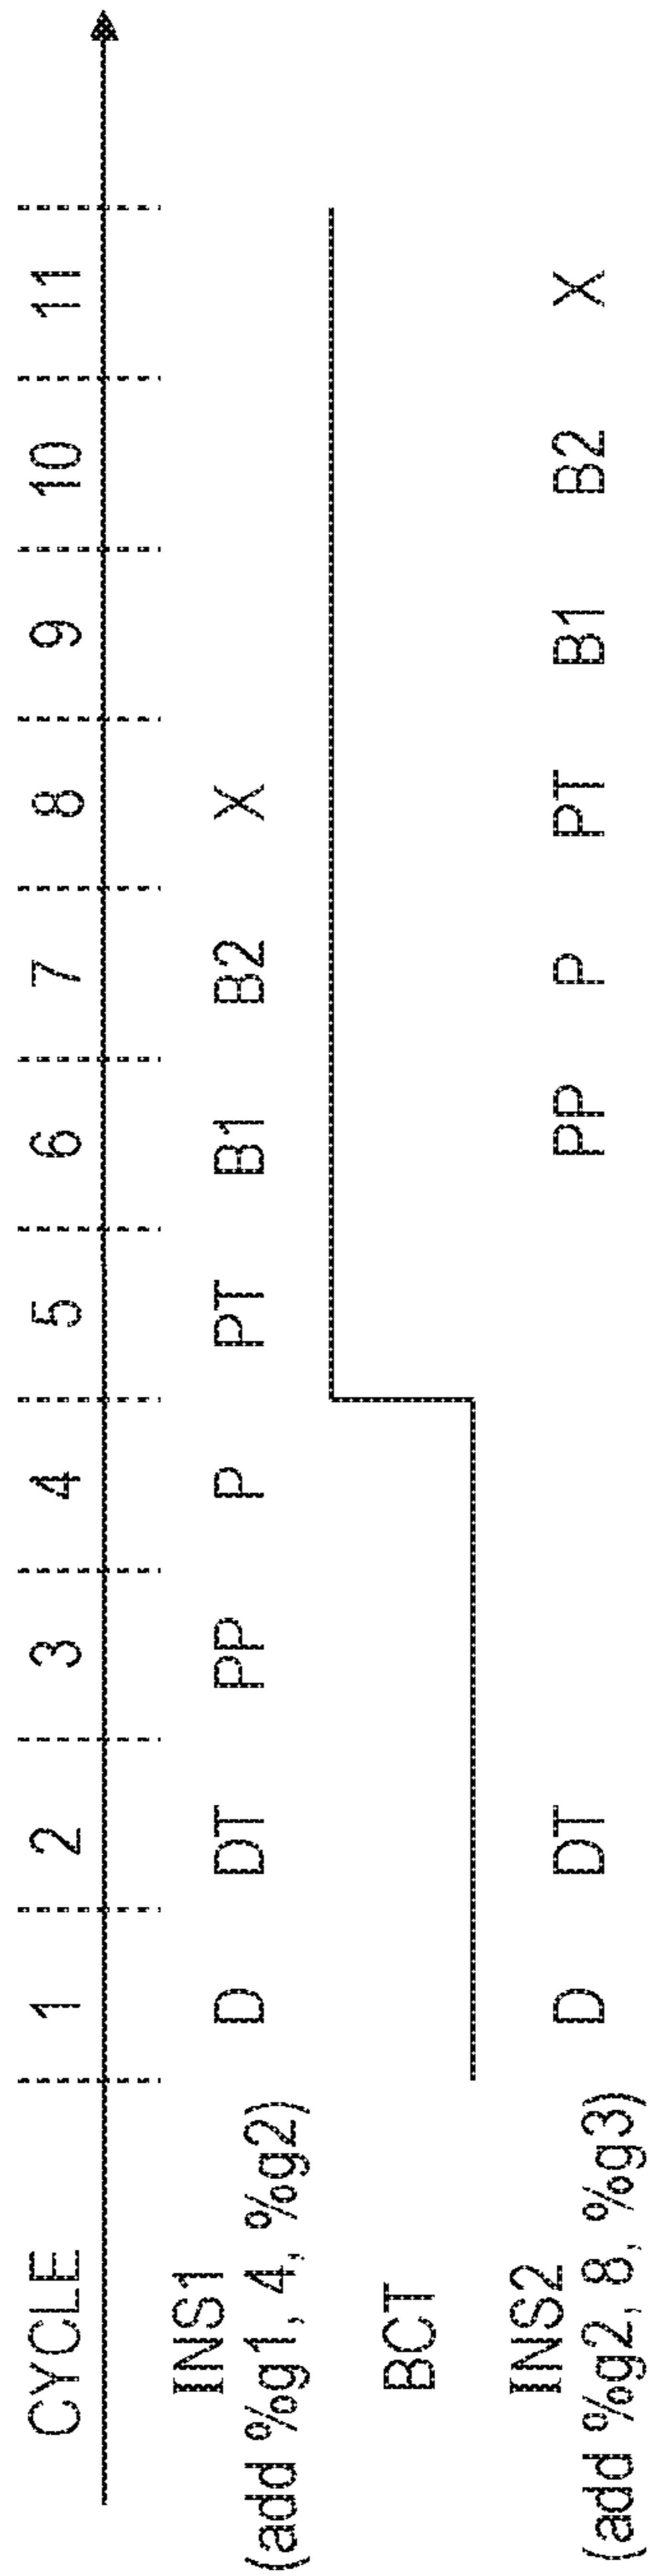 CYCLE 1 2 3 4 5 6 7 8 9 10 11
INS1 D DT PP P PT B1 B2 X
(add %g1, 4, %g2)
BCT
INS2 D DT PP P PT B1 B2 X
(add %g2, 8, %g3)